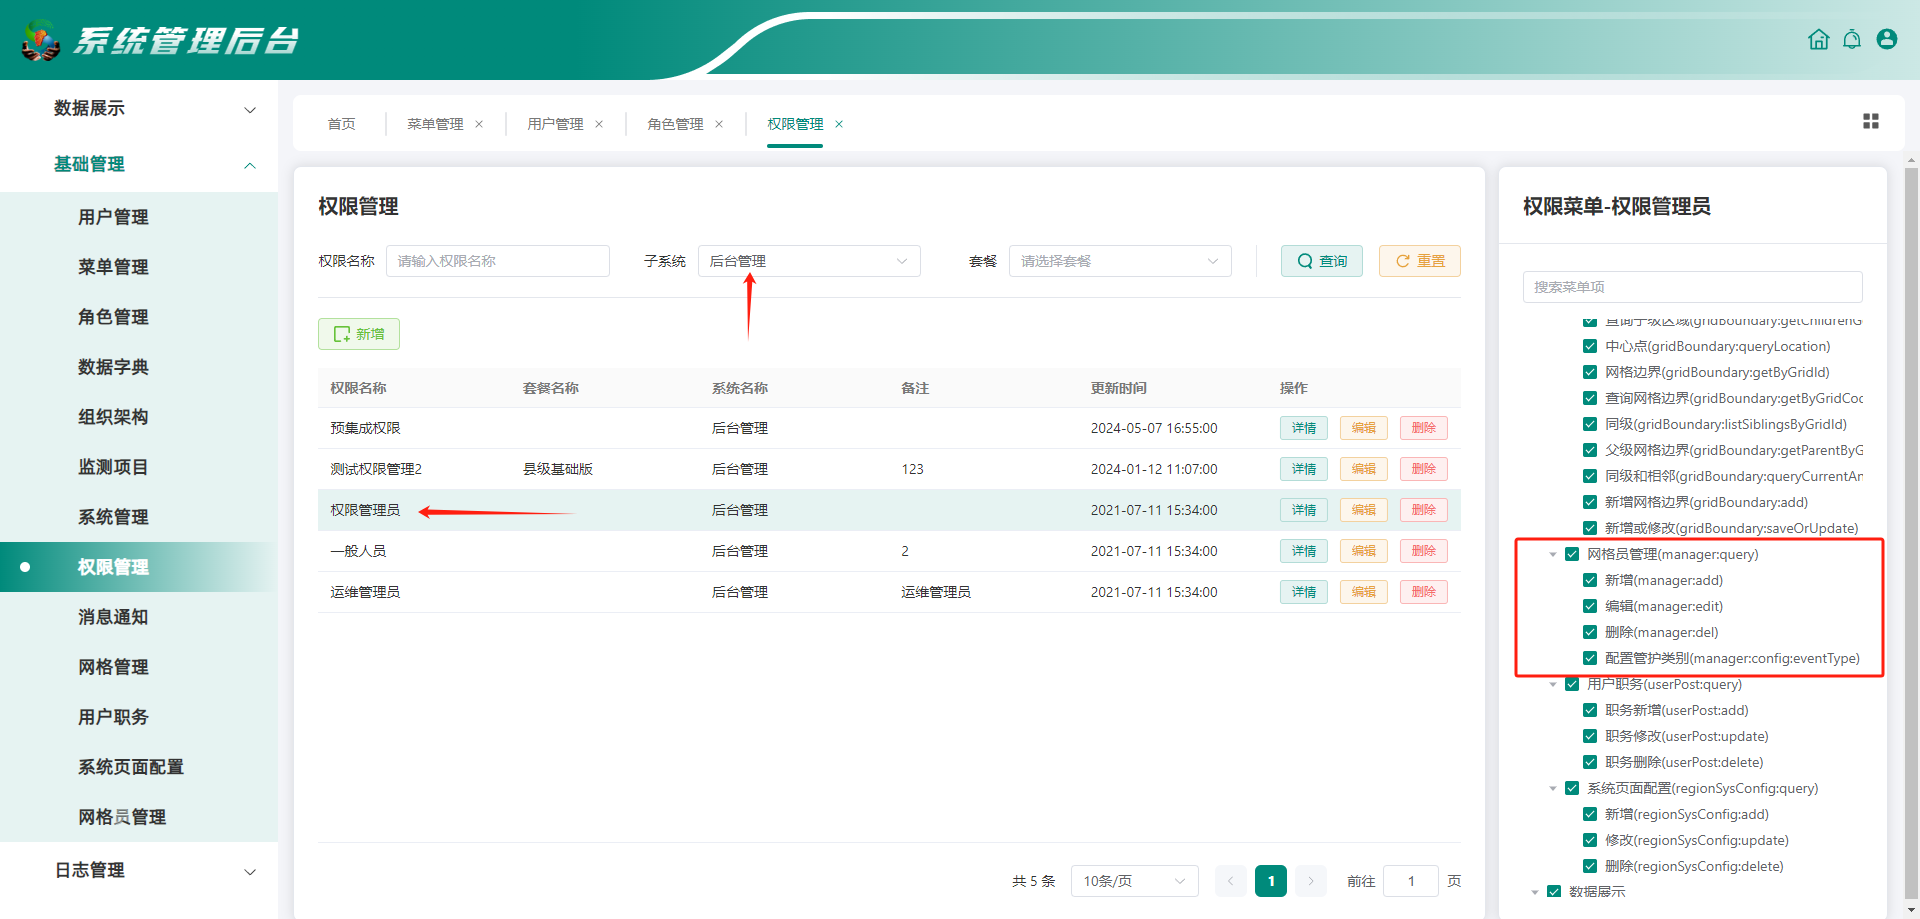 系统管理后台
数据展示
基础管理
用户管理
菜单管理
角色管理
数据字典
组织架构
监测项目
系统管理
权限管理
消息通知
网格管理
用户职务
系统页面配置
网格员管理
日志管理
首页 菜单管理 × 用户管理 × 角色管理 × 权限管理 ×
权限管理
权限名称 请输入权限名称 子系统 后台管理 套餐 请选择套餐 查询 重置
新增
权限名称 套餐名称 系统名称 备注 更新时间 操作
预集成权限 后台管理 2024-05-07 16:55:00 详情 编辑 删除
测试权限管理2 县级基础版 后台管理 123 2024-01-12 11:07:00 详情 编辑 删除
权限管理员 后台管理 2021-07-11 15:34:00 详情 编辑 删除
一般人员 后台管理 2 2021-07-11 15:34:00 详情 编辑 删除
运维管理员 后台管理 运维管理员 2021-07-11 15:34:00 详情 编辑 删除
共 5 条 10条/页 1 前往 1 页
权限菜单-权限管理员
搜索菜单项
查询子级区域(gridBoundary:getChildrenG
中心点(gridBoundary:queryLocation)
网格边界(gridBoundary:getByGridId)
查询网格边界(gridBoundary:getByGridCoc
同级(gridBoundary:listSiblingsByGridId)
父级网格边界(gridBoundary:getParentByG
同级和相邻(gridBoundary:queryCurrentAr
新增网格边界(gridBoundary:add)
新增或修改(gridBoundary:saveOrUpdate)
网格员管理(manager:query)
新增(manager:add)
编辑(manager:edit)
删除(manager:del)
配置管护类别(manager:config:eventType)
用户职务(userPost:query)
职务新增(userPost:add)
职务修改(userPost:update)
职务删除(userPost:delete)
系统页面配置(regionSysConfig:query)
新增(regionSysConfig:add)
修改(regionSysConfig:update)
删除(regionSysConfig:delete)
数据展示